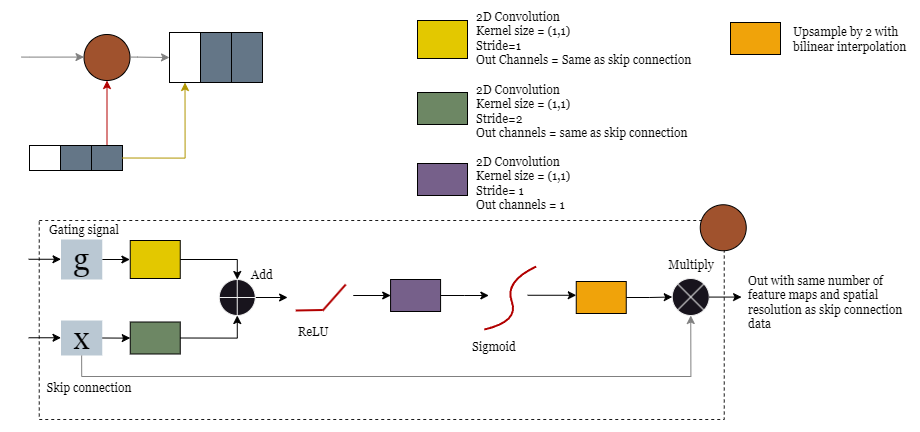 2D Convolution
Kernel size = (1,1)
Stride=1
Out Channels = Same as skip connection
Upsample by 2 with
bilinear interpolation
2D Convolution
Kernel size = (1,1)
Stride=2
Out channels = same as skip connection
2D Convolution
Kernel size = (1,1)
Stride= 1
Out channels = 1
Gating signal
g
Add
ReLU
Sigmoid
Multiply
Out with same number of
feature maps and spatial
resolution as skip connection
data
x
Skip connection